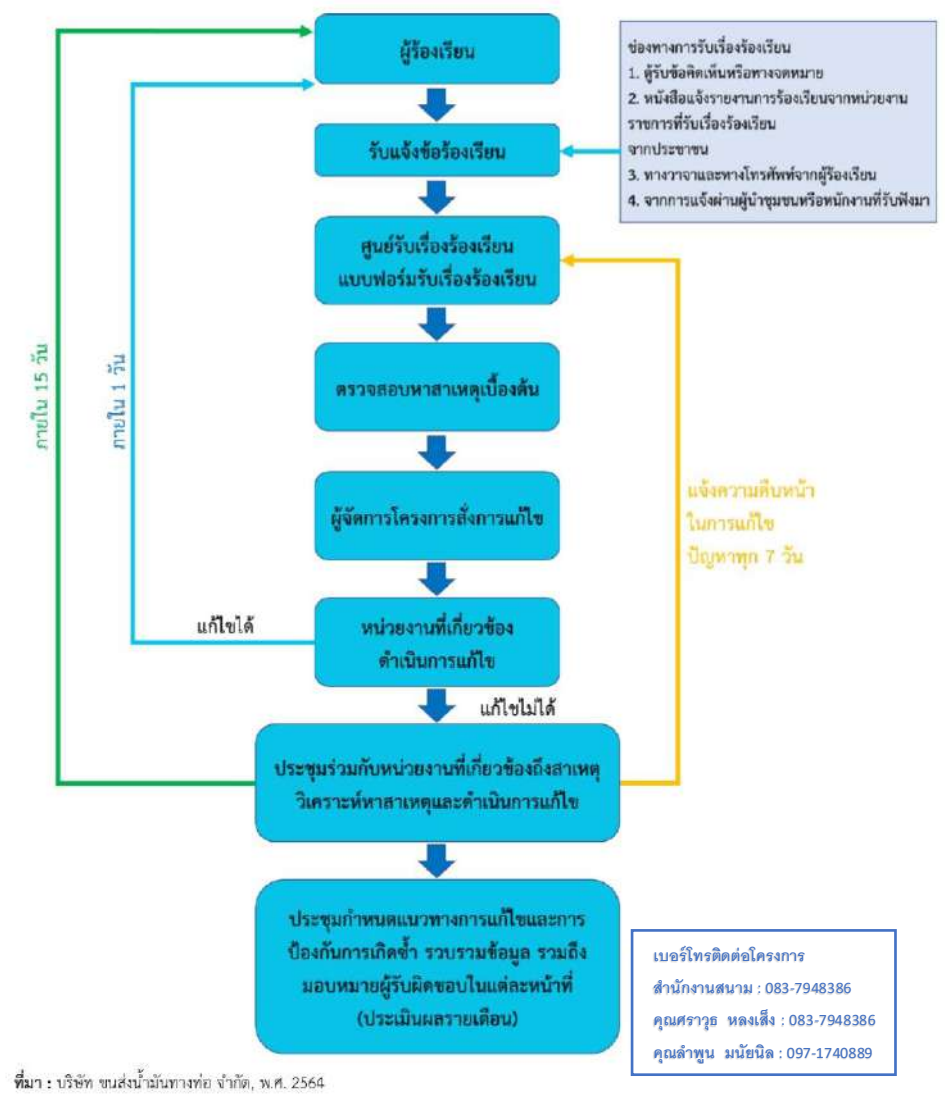 ผู้ร้องเรียน
ช่องทางการรับเรื่องร้องเรียน
1. ตู้รับข้อคิดเห็นหรือทางจดหมาย
2. หนังสือแจ้งรายงานการร้องเรียนจากหน่วยงาน
ราชการที่รับเรื่องร้องเรียน
จากประชาชน
3. ทางวาจาและทางโทรศัพท์จากผู้ร้องเรียน
4. จากการแจ้งผ่านผู้นำชุมชนหรือพนักงานที่รับฟังมา
รับแจ้งข้อร้องเรียน
ศูนย์รับเรื่องร้องเรียน
แบบฟอร์มรับเรื่องร้องเรียน
ภายใน 15 วัน
ภายใน 1 วัน
ตรวจสอบหาสาเหตุเบื้องต้น
ผู้จัดการโครงการสั่งการแก้ไข
แจ้งความคืบหน้า
ในการแก้ไข
ปัญหาทุก 7 วัน
แก้ไขได้
หน่วยงานที่เกี่ยวข้อง
ดำเนินการแก้ไข
แก้ไขไม่ได้
ประชุมร่วมกับหน่วยงานที่เกี่ยวข้องถึงสาเหตุ
วิเคราะห์หาสาเหตุและดำเนินการแก้ไข
ประชุมกำหนดแนวทางการแก้ไขและการ
ป้องกันการเกิดซ้ำ รวบรวมข้อมูล รวมถึง
มอบหมายผู้รับผิดชอบในแต่ละหน้าที่
(ประเมินผลรายเดือน)
เบอร์โทรติดต่อโครงการ
สำนักงานสนาม : 083-7948386
คุณศราวุธ หลงเส็ง : 083-7948386
คุณลำพูน มนัยนิล : 097-1740889
ที่มา : บริษัท ขนส่งน้ำมันทางท่อ จำกัด, พ.ศ. 2564